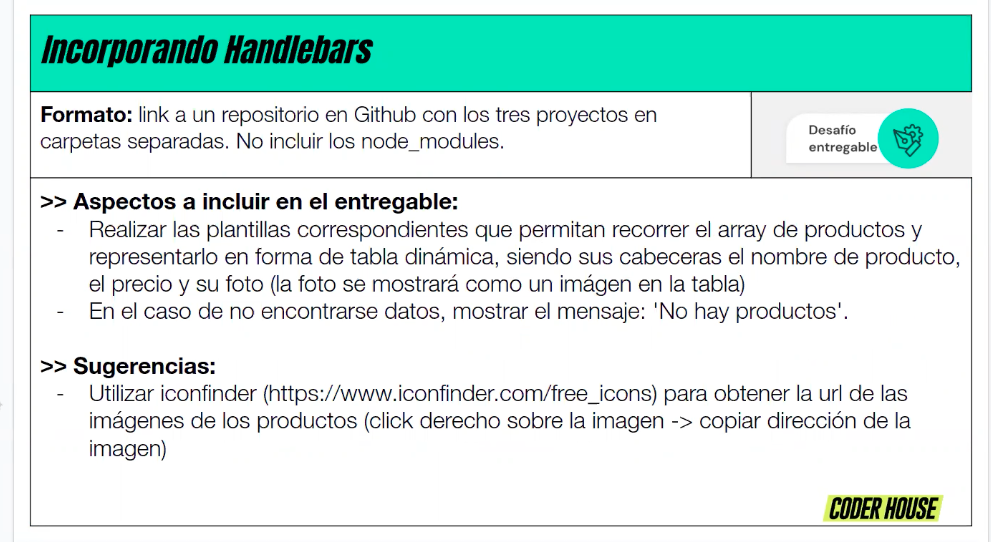 Incorporando Handlebars
Formato: link a un repositorio en Github con los tres proyectos en
carpetas separadas. No incluir los node_modules.
Desafío
entregable
>> Aspectos a incluir en el entregable:
- Realizar las plantillas correspondientes que permitan recorrer el array de productos y
representarlo en forma de tabla dinámica, siendo sus cabeceras el nombre de producto,
el precio y su foto (la foto se mostrará como un imágen en la tabla)
- En el caso de no encontrarse datos, mostrar el mensaje: 'No hay productos'.
>> Sugerencias:
- Utilizar iconfinder (https://www.iconfinder.com/free_icons) para obtener la url de las
imágenes de los productos (click derecho sobre la imagen -> copiar dirección de la
imagen)
CODER HOUSE